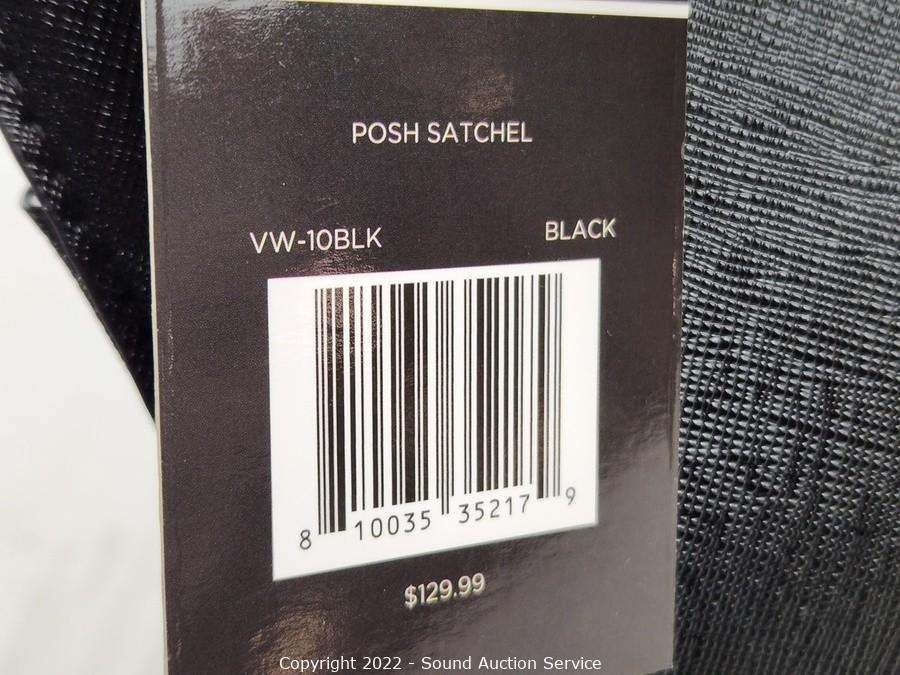 POSH SATCHEL
VW-10BLK BLACK
8 10035 35217 9
$129.99
Copyright 2022 - Sound Auction Service